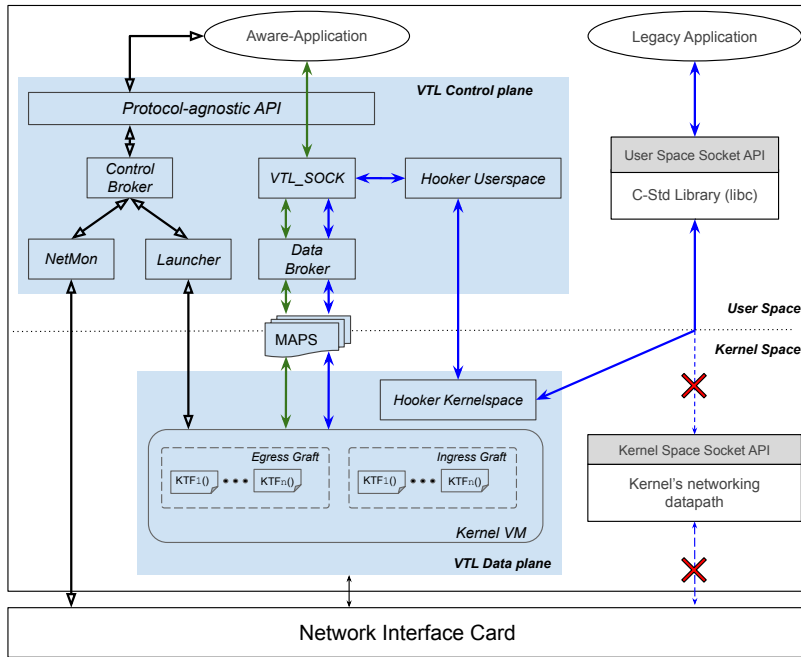 Aware-Application
Legacy Application
VTL Control plane
Protocol-agnostic API
User Space Socket API
C-Std Library (libc)
Control
Broker
VTL_SOCK
Hooker Userspace
NetMon
Launcher
Data
Broker
User Space
MAPS
Kernel Space
Hooker Kernelspace
Egress Graft
Ingress Graft
KTF1()
KTFn()
KTF1()
KTFn()
Kernel VM
VTL Data plane
Kernel Space Socket API
Kernel's networking
datapath
Network Interface Card